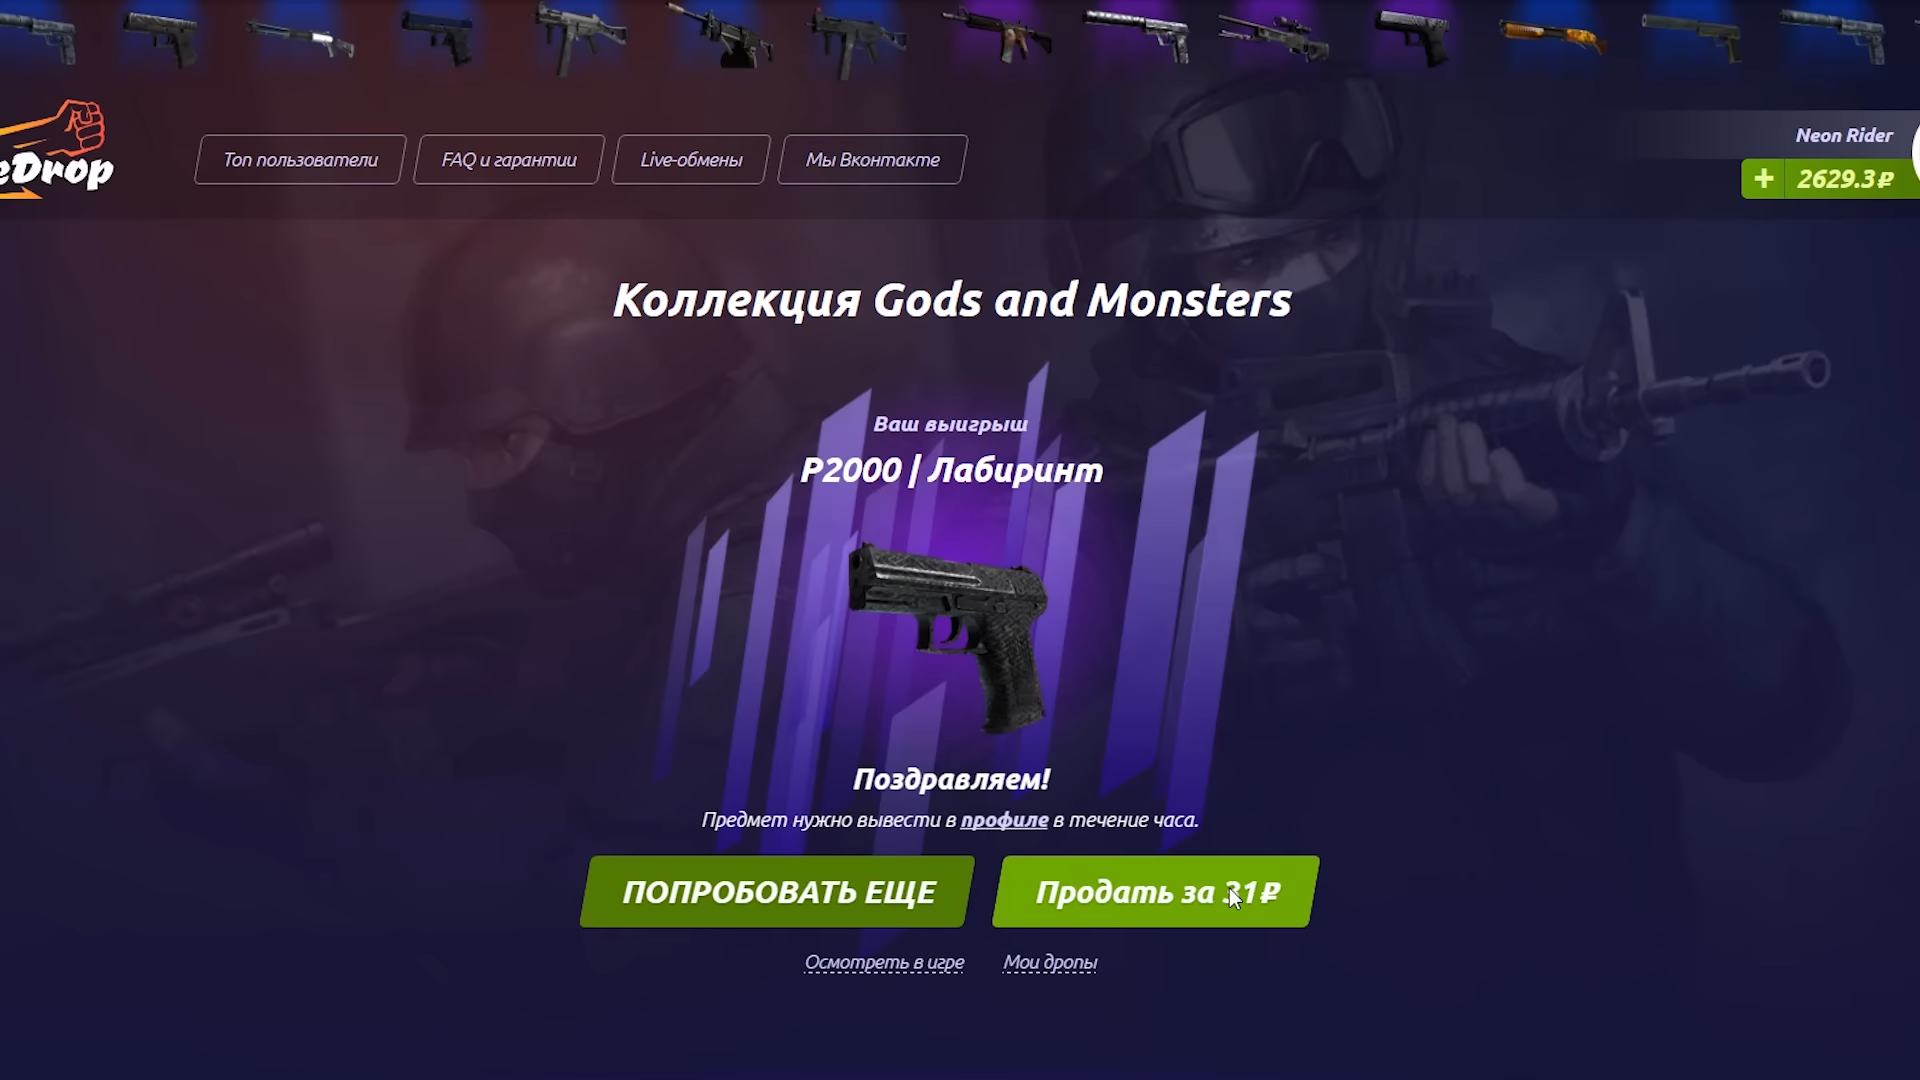 eDrop
Топ пользователи
FAQ и гарантии
Live-обмены
Мы Вконтакте
Neon Rider
+ 2629.3₽
Коллекция Gods and Monsters
Ваш выигрыш
P2000 | Лабиринт
Поздравляем!
Предмет нужно вывести в профиле в течение часа.
ПОПРОБОВАТЬ ЕЩЕ
Продать за 31₽
Осмотреть в игре
Мои дропы